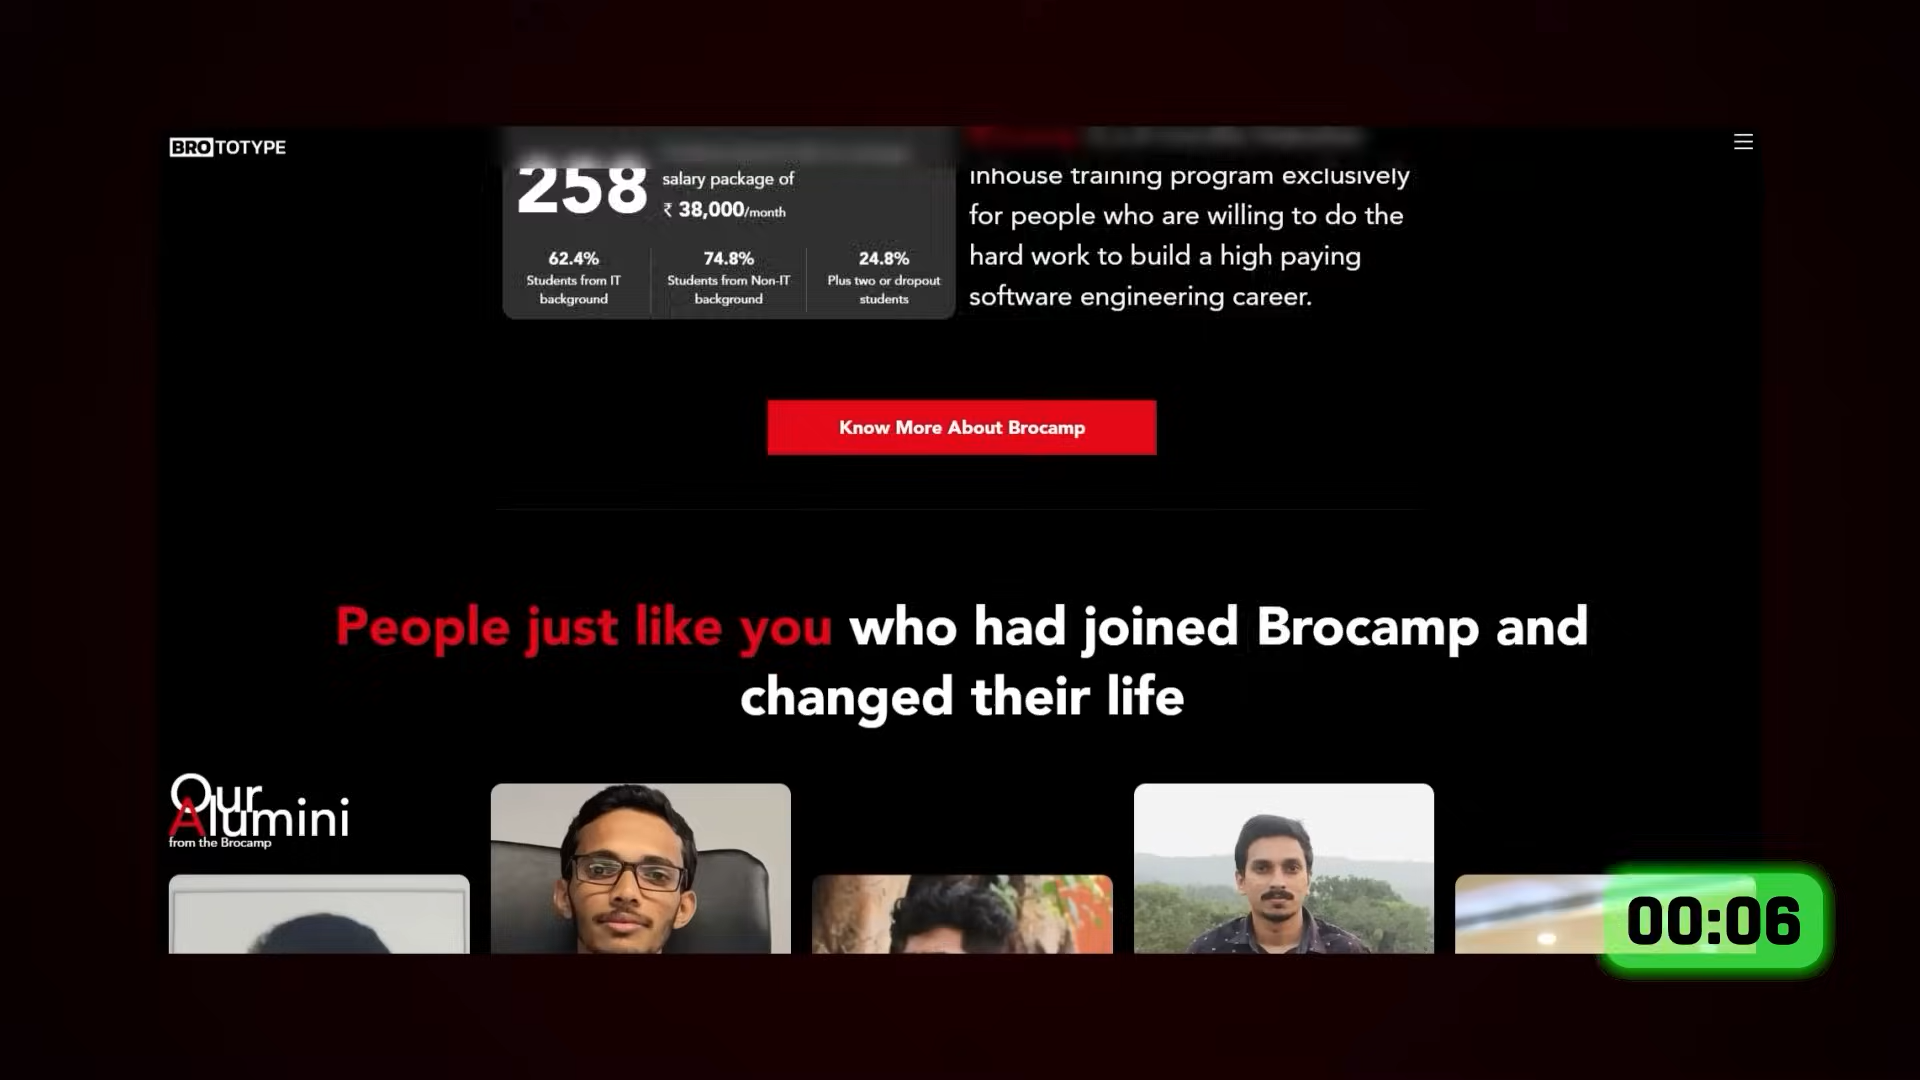 BROTOTYPE
258
salary package of
₹ 38,000/month
62.4%
Students from IT
background
74.8%
Students from Non-IT
background
24.8%
Plus two or dropout
students
inhouse training program exclusively
for people who are willing to do the
hard work to build a high paying
software engineering career.
Know More About Brocamp
People just like you who had joined Brocamp and
changed their life
Our
Alumini
from the Brocamp
00:06